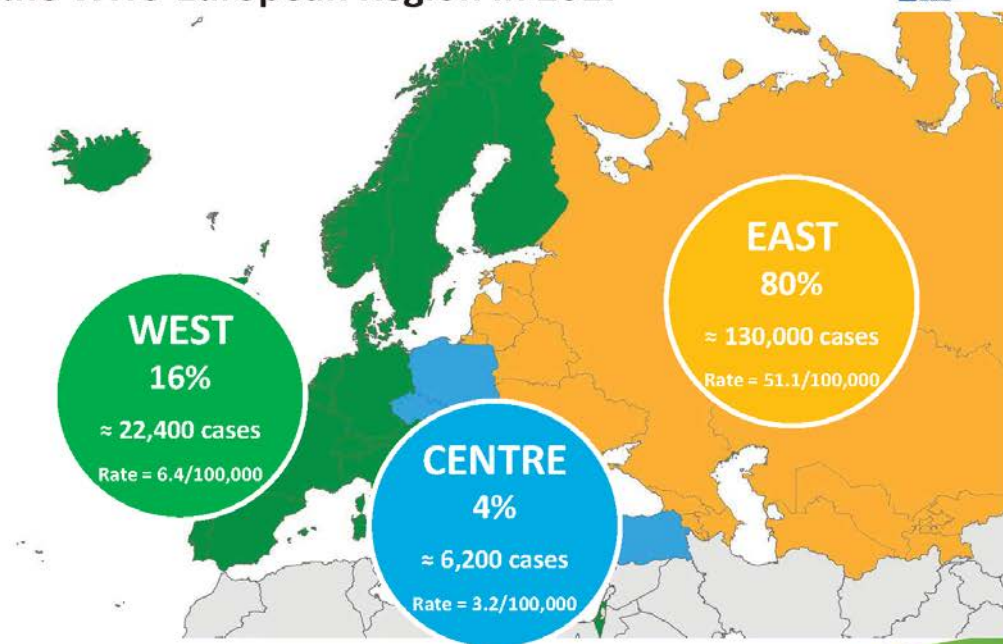 WEST
16%
≈ 22,400 cases
Rate = 6.4/100,000
CENTRE
4%
≈ 6,200 cases
Rate = 3.2/100,000
EAST
80%
≈ 130,000 cases
Rate = 51.1/100,000